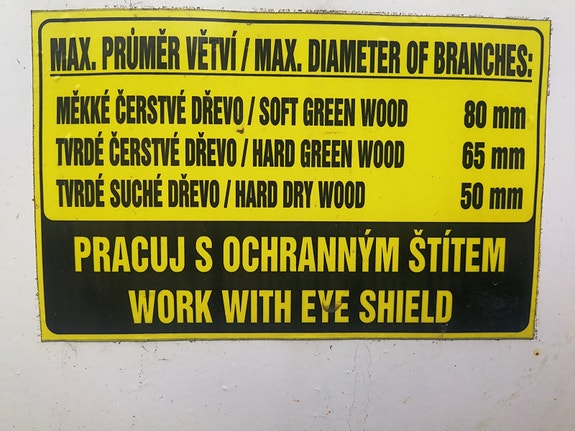 MAX. PRŮMĚR VĚTVÍ / MAX. DIAMETER OF BRANCHES:
MĚKKÉ ČERSTVÉ DŘEVO / SOFT GREEN WOOD 80 mm
TVRDÉ ČERSTVÉ DŘEVO / HARD GREEN WOOD 65 mm
TVRDÉ SUCHÉ DŘEVO / HARD DRY WOOD 50 mm
PRACUJ S OCHRANNÝM ŠTÍTEM
WORK WITH EYE SHIELD